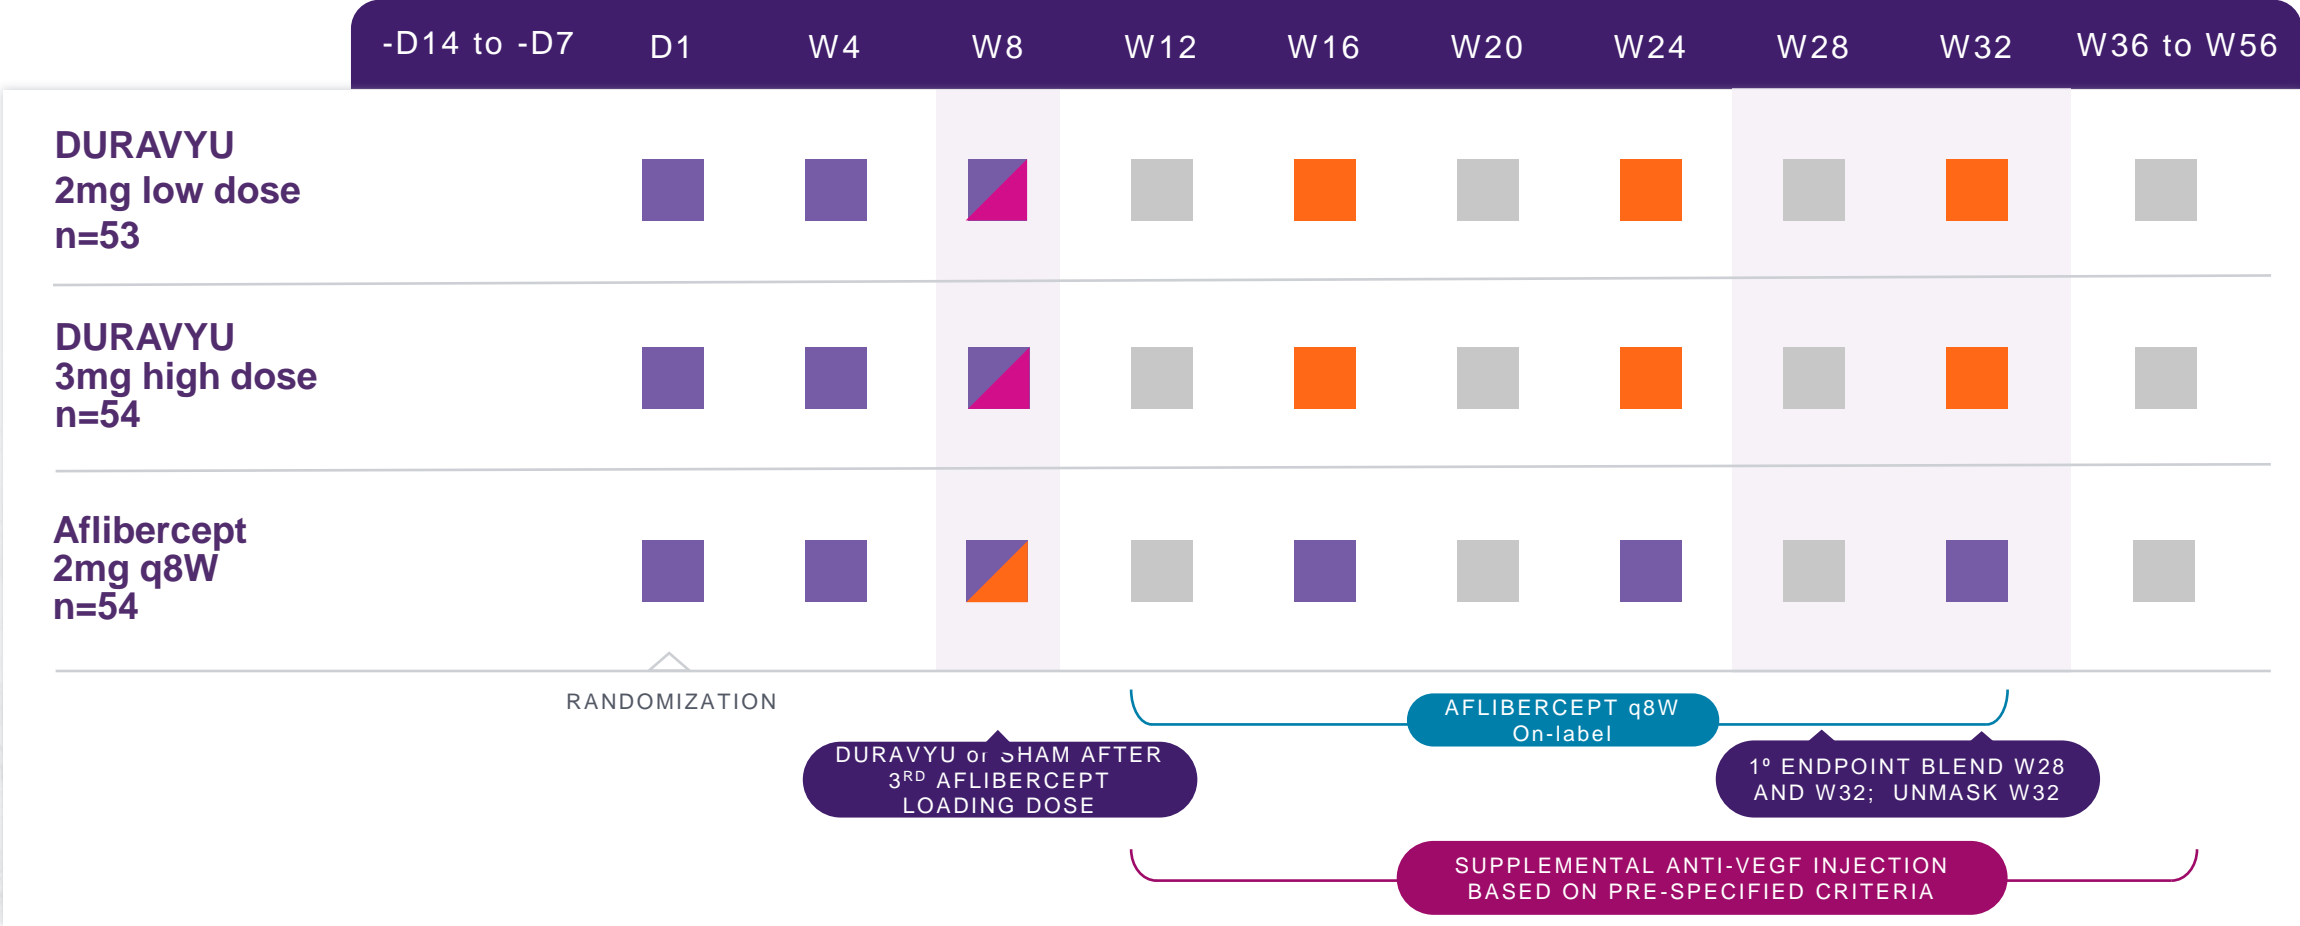 -D14 to -D7 D1 W4 W8 W12 W16 W20 W24 W28 W32 W36 to W56
DURAVYU
2mg low dose
n=53
DURAVYU
3mg high dose
n=54
Aflibercept
2mg q8W
n=54
RANDOMIZATION
AFLIBERCEPT q8W
On-label
DURAVYU or SHAM AFTER
3RD AFLIBERCEPT
LOADING DOSE
1º ENDPOINT BLEND W28
AND W32; UNMASK W32
SUPPLEMENTAL ANTI-VEGF INJECTION
BASED ON PRE-SPECIFIED CRITERIA